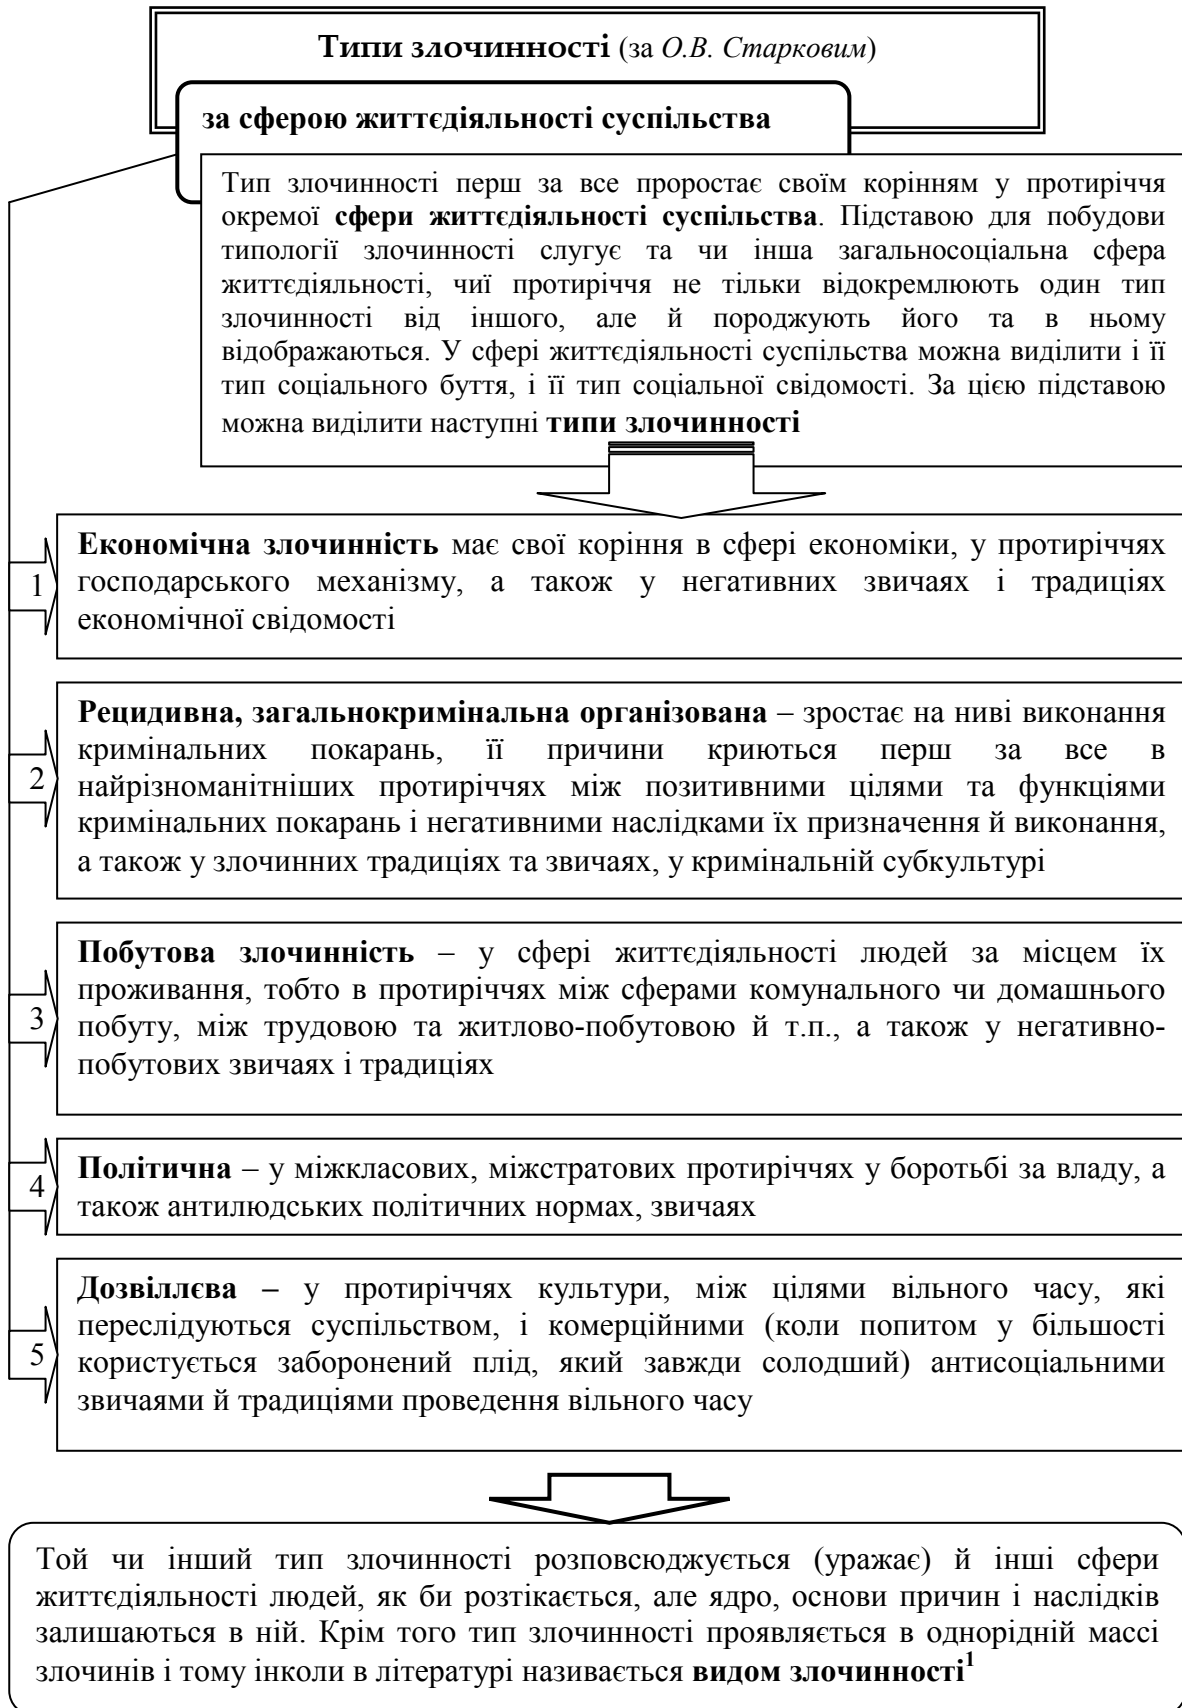 Типи злочинності (за О.В. Старковим)
за сферою життєдіяльності суспільства
Тип злочинності перш за все проростає своїм корінням у протиріччя
окремої сфери життєдіяльності суспільства. Підставою для побудови
типології злочинності слугує та чи інша загальносоціальна сфера
життєдіяльності, чиї протиріччя не тільки відокремлюють один тип
злочинності від іншого, але й породжують його та в ньому
відображаються. У сфері життєдіяльності суспільства можна виділити і її
тип соціального буття, і її тип соціальної свідомості. За цією підставою
можна виділити наступні типи злочинності
1
Економічна злочинність має свої коріння в сфері економіки, у протиріччях
господарського механізму, а також у негативних звичаях і традиціях
економічної свідомості
2
Рецидивна, загальнокримінальна організована – зростає на ниві виконання
кримінальних покарань, її причини криються перш за все в
найрізноманітніших протиріччях між позитивними цілями та функціями
кримінальних покарань і негативними наслідками їх призначення й виконання,
а також у злочинних традиціях та звичаях, у кримінальній субкультурі
3
Побутова злочинність – у сфері життєдіяльності людей за місцем їх
проживання, тобто в протиріччях між сферами комунального чи домашнього
побуту, між трудовою та житлово-побутовою й т.п., а також у негативно-
побутових звичаях і традиціях
4
Політична – у міжкласових, міжстратових протиріччях у боротьбі за владу, а
також антилюдських політичних нормах, звичаях
5
Дозвіллєва – у протиріччях культури, між цілями вільного часу, які
переслідуються суспільством, і комерційними (коли попитом у більшості
користується заборонений плід, який завжди солодший) антисоціальними
звичаями й традиціями проведення вільного часу
Той чи інший тип злочинності розповсюджується (уражає) й інші сфери
життєдіяльності людей, як би розтікається, але ядро, основи причин і наслідків
залишаються в ній. Крім того тип злочинності проявляється в однорідній массі
злочинів і тому інколи в літературі називається видом злочинності¹